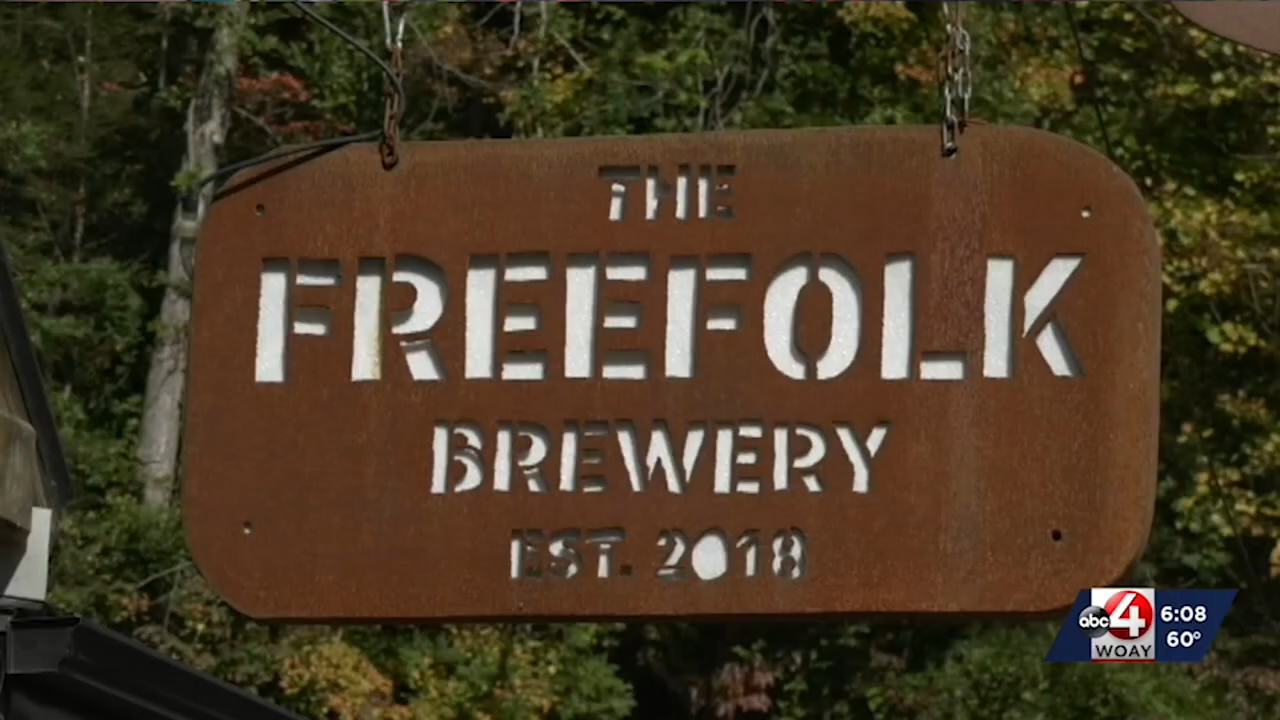 THE
FREEFOLK
BREWERY
EST. 2018
abc 4 6:08
WOAY 60°